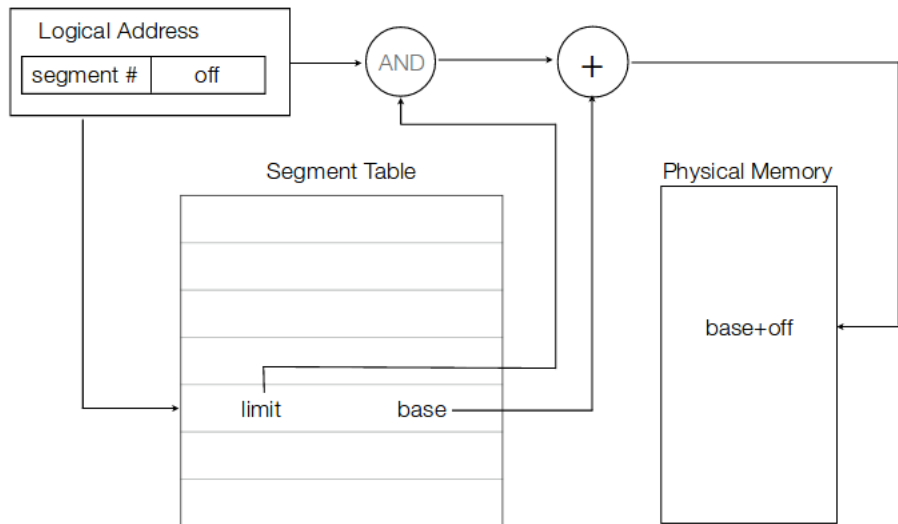 Logical Address
segment # off
AND
+
Segment Table
Physical Memory
base+off
limit base